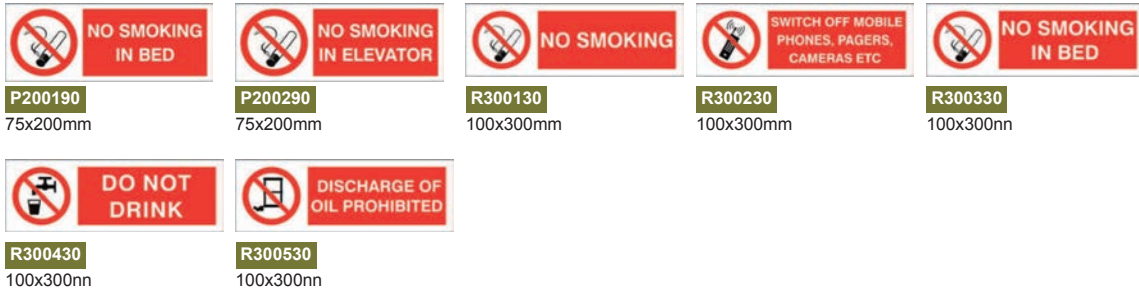 NO SMOKING
IN BED
P200190
75x200mm
NO SMOKING
IN ELEVATOR
P200290
75x200mm
NO SMOKING
R300130
100x300mm
SWITCH OFF MOBILE
PHONES, PAGERS,
CAMERAS ETC
R300230
100x300mm
NO SMOKING
IN BED
R300330
100x300nn
DO NOT
DRINK
R300430
100x300nn
DISCHARGE OF
OIL PROHIBITED
R300530
100x300nn